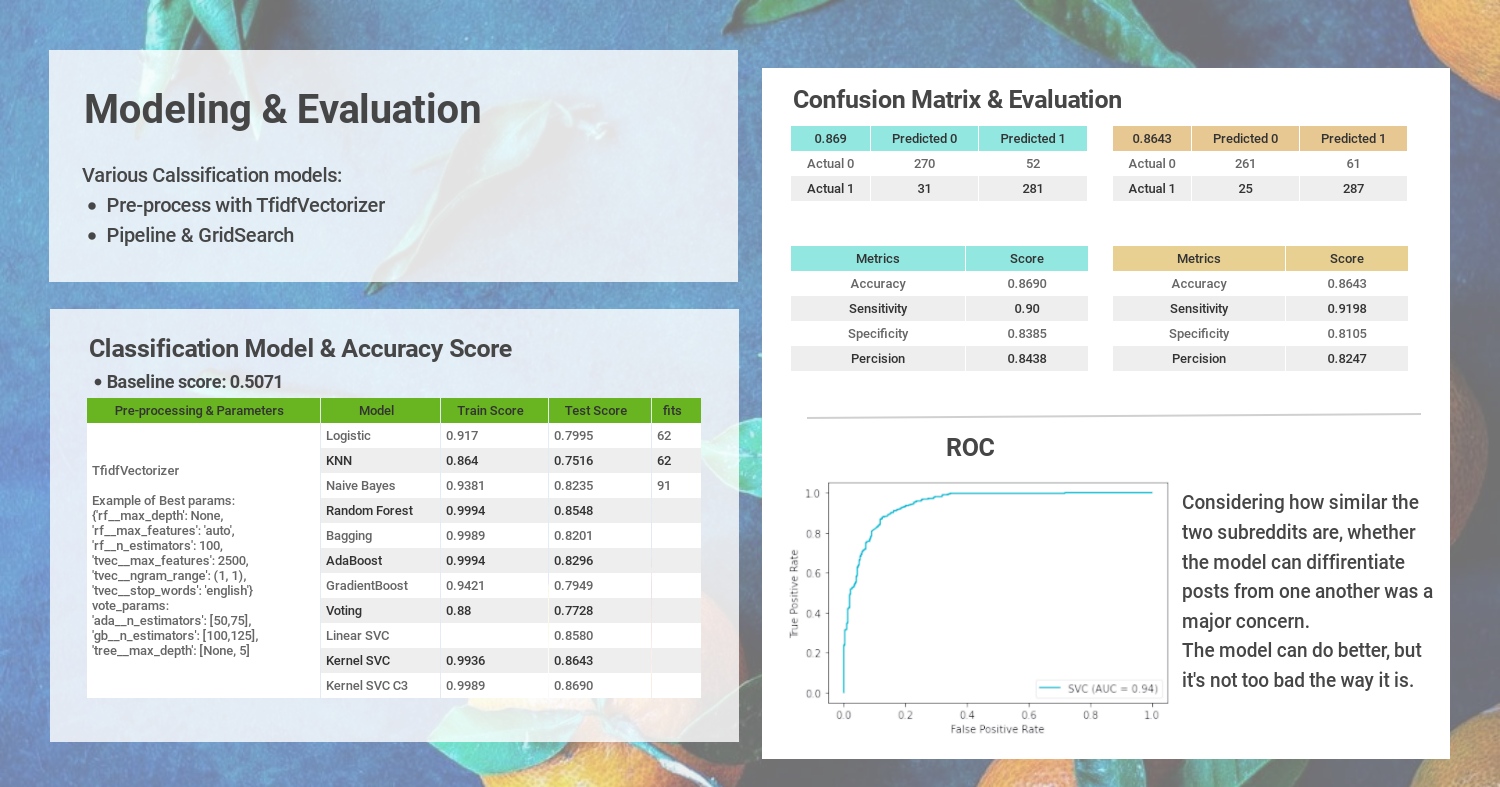 Modeling & Evaluation
Various Calssification models:
• Pre-process with TfidfVectorizer
• Pipeline & GridSearch
Classification Model & Accuracy Score
• Baseline score: 0.5071
Pre-processing & Parameters Model Train Score Test Score fits
TfidfVectorizer
Example of Best params:
{'rf__max_depth': None,
'rf__max_features': 'auto',
'rf__n_estimators': 100,
'tvec__max_features': 2500,
'tvec__ngram_range': (1, 1),
'tvec__stop_words': 'english'}
vote_params:
'ada__n_estimators': [50,75],
'gb__n_estimators': [100,125],
'tree__max_depth': [None, 5]
Logistic 0.917 0.7995 62
KNN 0.864 0.7516 62
Naive Bayes 0.9381 0.8235 91
Random Forest 0.9994 0.8548
Bagging 0.9989 0.8201
AdaBoost 0.9994 0.8296
GradientBoost 0.9421 0.7949
Voting 0.88 0.7728
Linear SVC 0.8580
Kernel SVC 0.9936 0.8643
Kernel SVC C3 0.9989 0.8690
Confusion Matrix & Evaluation
0.869 Predicted 0 Predicted 1
Actual 0 270 52
Actual 1 31 281
0.8643 Predicted 0 Predicted 1
Actual 0 261 61
Actual 1 25 287
Metrics Score
Accuracy 0.8690
Sensitivity 0.90
Specificity 0.8385
Percision 0.8438
Metrics Score
Accuracy 0.8643
Sensitivity 0.9198
Specificity 0.8105
Percision 0.8247
ROC
1.0
0.8
0.6
0.4
0.2
0.0
True Positive Rate
SVC (AUC = 0.94)
0.0 0.2 0.4 0.6 0.8 1.0
False Positive Rate
Considering how similar the
two subreddits are, whether
the model can diffirentiate
posts from one another was a
major concern.
The model can do better, but
it's not too bad the way it is.